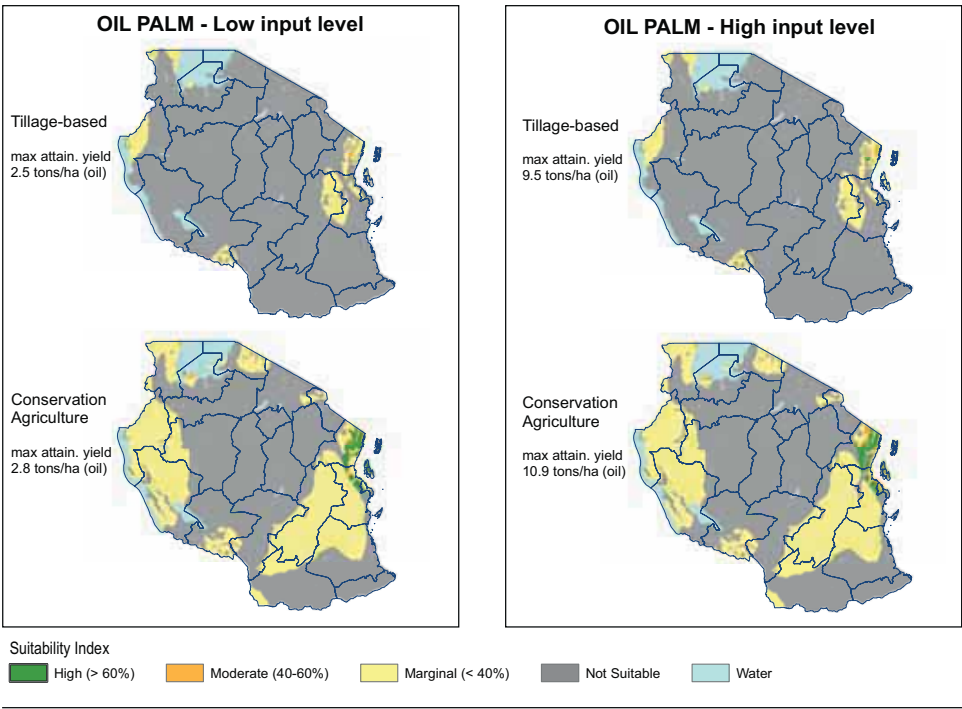 OIL PALM - Low input level
Tillage-based
max attain. yield
2.5 tons/ha (oil)
Conservation
Agriculture
max attain. yield
2.8 tons/ha (oil)
OIL PALM - High input level
Tillage-based
max attain. yield
9.5 tons/ha (oil)
Conservation
Agriculture
max attain. yield
10.9 tons/ha (oil)
Suitability Index
High (> 60%)
Moderate (40-60%)
Marginal (< 40%)
Not Suitable
Water